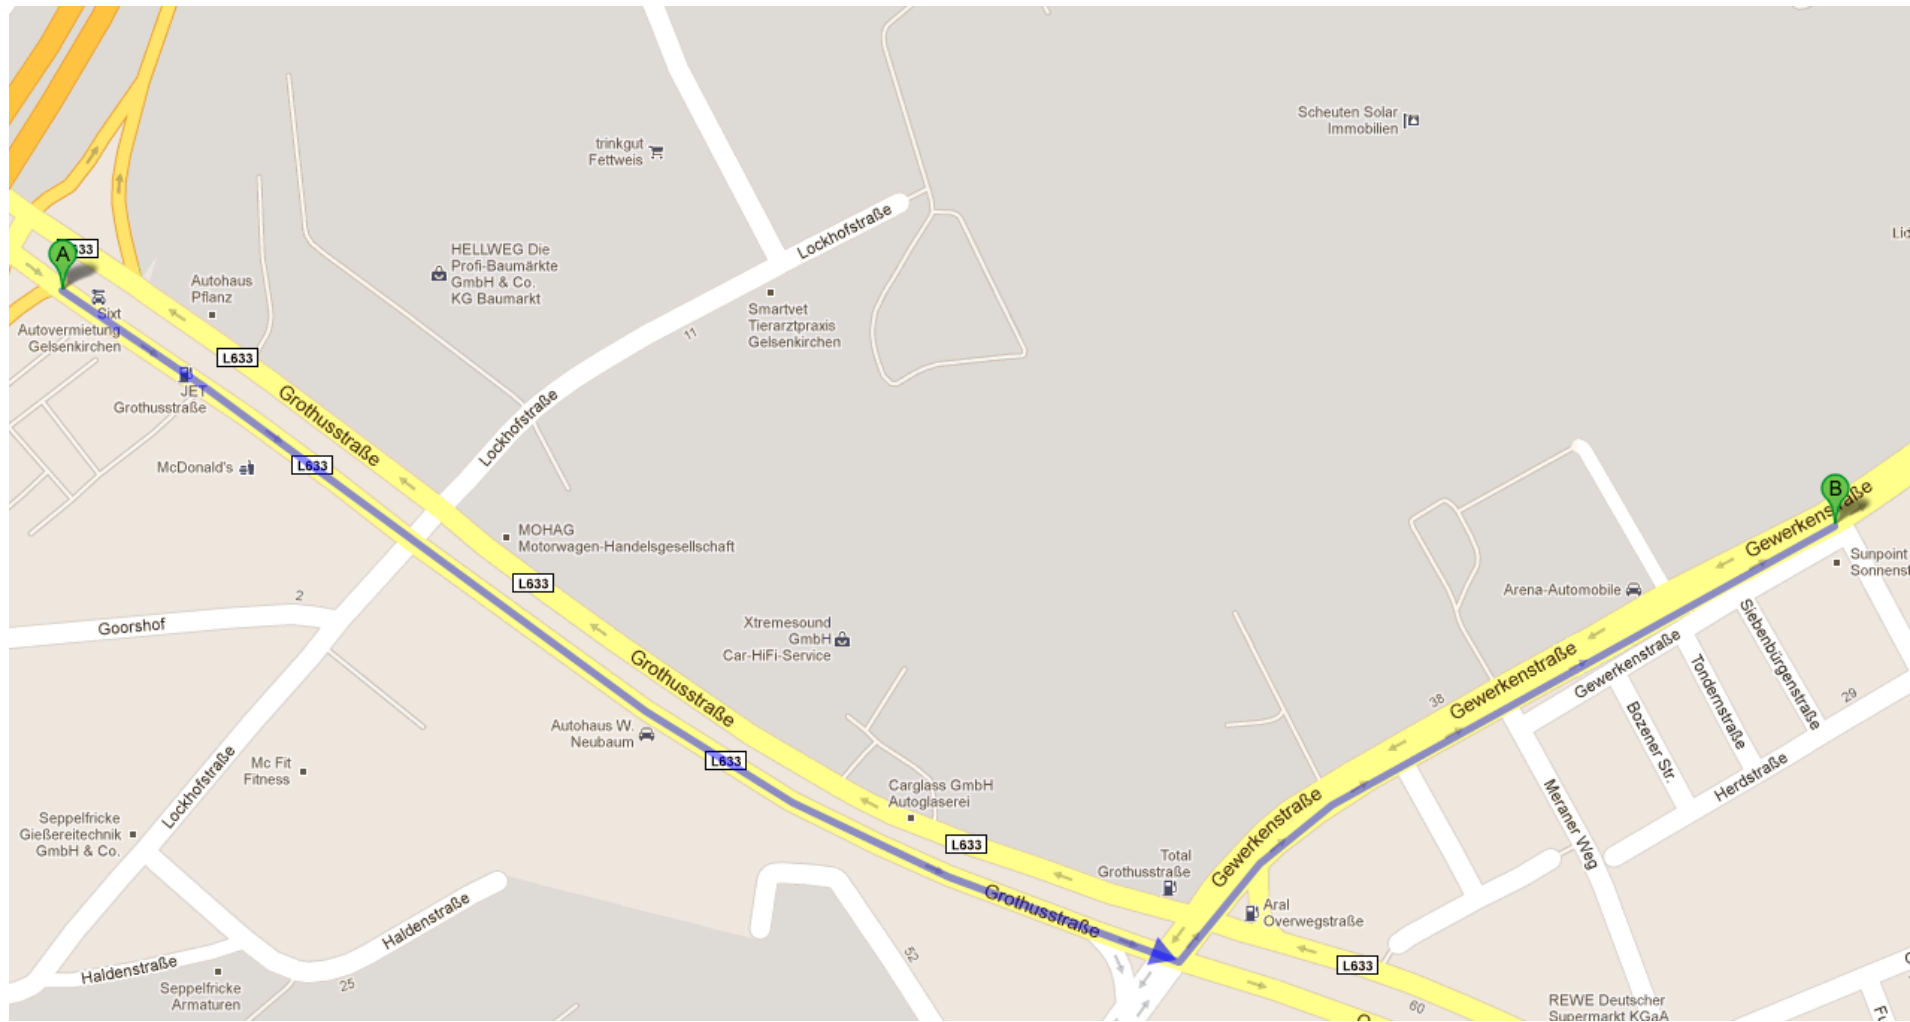 Scheuten Solar
Immobilien
trinkgut
Fettweis
Lockhofstraße
A
L633
HELLWEG Die
Profi-Baumärkte
GmbH & Co.
KG Baumarkt
Autohaus
Pflanz
Sixt
Autovermietung
Gelsenkirchen
Smartvet
Tierarztpraxis
Gelsenkirchen
11
L633
JET
Grothusstraße
Grothusstraße
Lockhofstraße
McDonald's
L633
B
Gewerkenstraße
MOHAG
Motorwagen-Handelsgesellschaft
Sunpoint
L633
Arena-Automobile
2
Goorshof
Xtremesound
GmbH
Car-HiFi-Service
Siebenbürgenstraße
Gewerkenstraße
Grothusstraße
Gewerkenstraße
Tondernstraße
38
29
Bozener Str.
Autohaus W.
Neubaum
L633
Mc Fit
Fitness
Lockhofstraße
Herdstraße
Carglass GmbH
Autoglaserei
Meraner Weg
Gewerkenstraße
Seppelfricke
Gießereitechnik
GmbH & Co.
L633
Total
Grothusstraße
Grothusstraße
Aral
Overwegstraße
Haldenstraße
52
Haldenstraße
L633
Seppelfricke
Armaturen
25
60
REWE Deutscher
Supermarkt KGaA